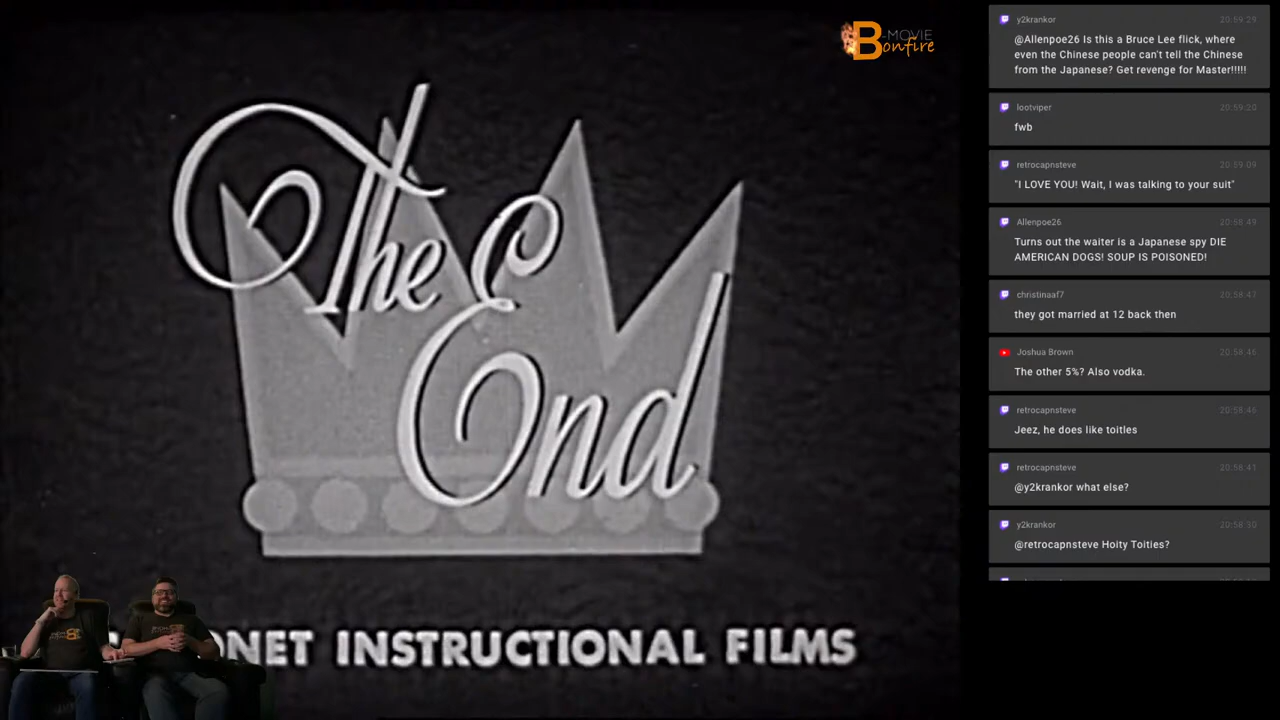 The End
ONET INSTRUCTIONAL FILMS
B-MOVIE
Bonfire
y2krankor 20:59:29
@Allenpoe26 Is this a Bruce Lee flick, where
even the Chinese people can't tell the Chinese
from the Japanese? Get revenge for Master!!!!!
lootviper 20:59:20
fwb
retrocapnsteve 20:59:09
"I LOVE YOU! Wait, I was talking to your suit"
Allenpoe26 20:58:49
Turns out the waiter is a Japanese spy DIE
AMERICAN DOGS! SOUP IS POISONED!
christinaaf7 20:58:47
they got married at 12 back then
Joshua Brown 20:58:46
The other 5%? Also vodka.
retrocapnsteve 20:58:46
Jeez, he does like toitles
retrocapnsteve 20:58:41
@y2krankor what else?
y2krankor 20:58:30
@retrocapnsteve Hoity Toities?